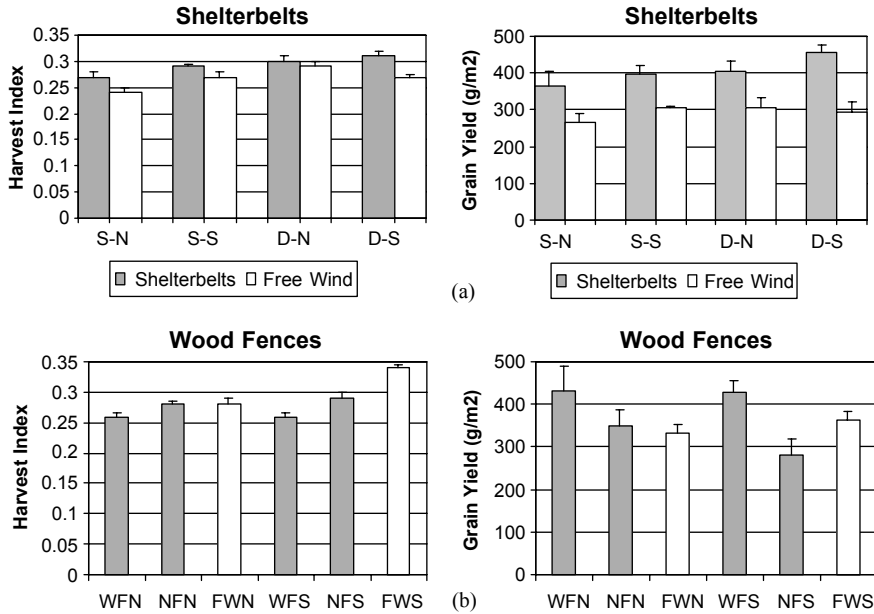 Shelterbelts
Harvest Index
0.35
0.3
0.25
0.2
0.15
0.1
0.05
0
S-N S-S D-N D-S
Shelterbelts Free Wind
Shelterbelts
Grain Yield (g/m2)
500
400
300
200
100
0
S-N S-S D-N D-S
Shelterbelts Free Wind
(a)
Wood Fences
Harvest Index
0.35
0.3
0.25
0.2
0.15
0.1
0.05
0
WFN NFN FWN WFS NFS FWS
Wood Fences
Grain Yield (g/m2)
500
400
300
200
100
0
WFN NFN FWN WFS NFS FWS
(b)